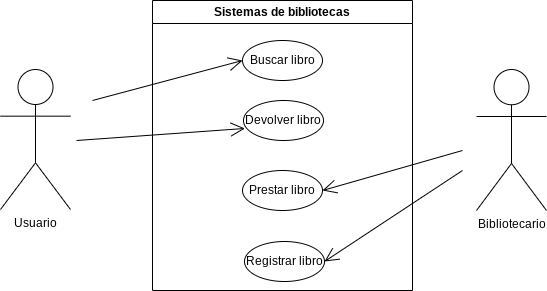 Sistemas de bibliotecas
Buscar libro
Devolver libro
Prestar libro
Usuario
Bibliotecario
Registrar libro